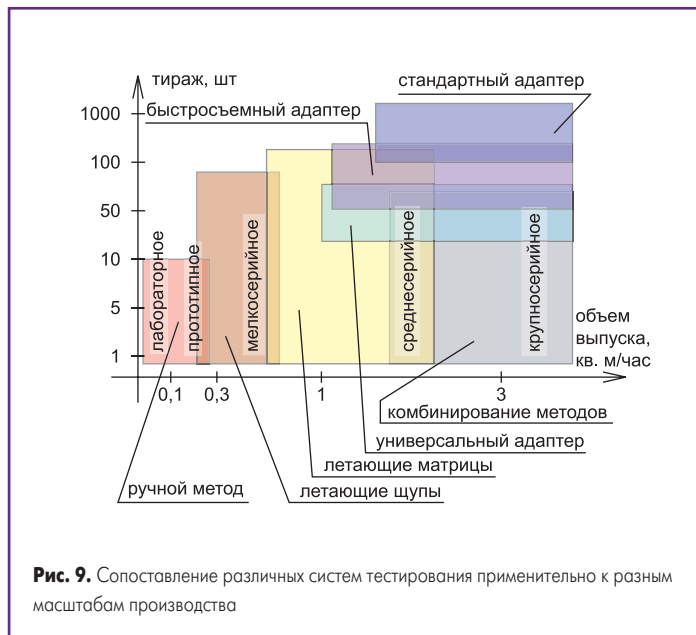 тираж, шт
стандартный адаптер
быстросъемный адаптер
1000
100
50
10
5
1
лабораторное
прототипное
мелкосерийное
среднесерийное
крупносерийное
объем
выпуска,
кв. м/час
0,1
0,3
1
3
комбинирование методов
универсальный адаптер
летающие матрицы
ручной метод
летающие щупы
Рис. 9. Сопоставление различных систем тестирования применительно к разным
масштабам производства